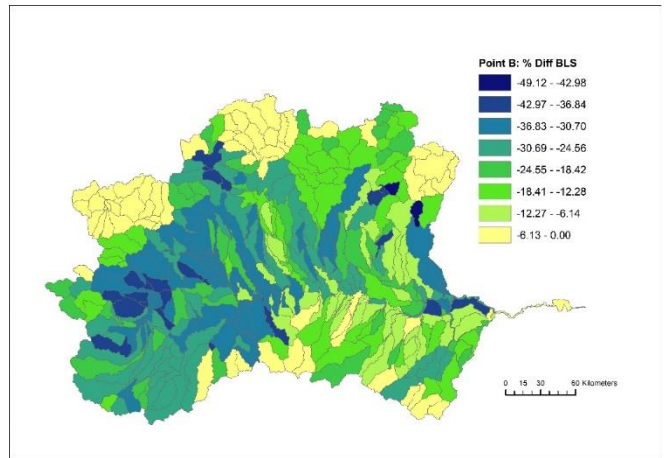 Point B: % Diff BLS
-49.12 - -42.98
-42.97 - -36.84
-36.83 - -30.70
-30.69 - -24.56
-24.55 - -18.42
-18.41 - -12.28
-12.27 - -6.14
-6.13 - 0.00
0 15 30 60 Kilometers